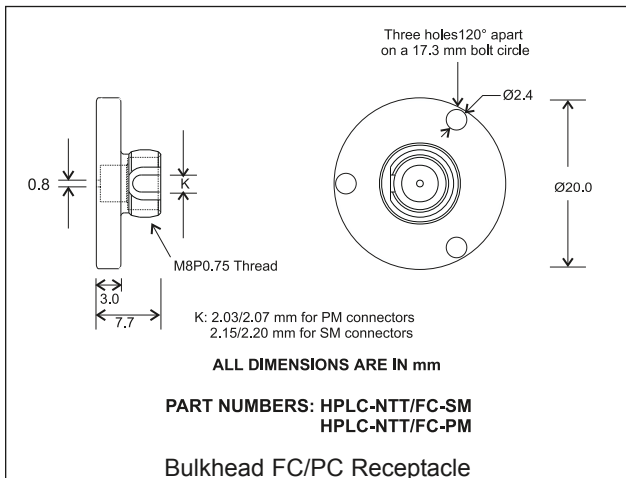 Three holes120° apart
on a 17.3 mm bolt circle
Ø2.4
0.8
K
Ø20.0
M8P0.75 Thread
3.0
7.7
K: 2.03/2.07 mm for PM connectors
2.15/2.20 mm for SM connectors
ALL DIMENSIONS ARE IN mm
PART NUMBERS: HPLC-NTT/FC-SM
HPLC-NTT/FC-PM
Bulkhead FC/PC Receptacle